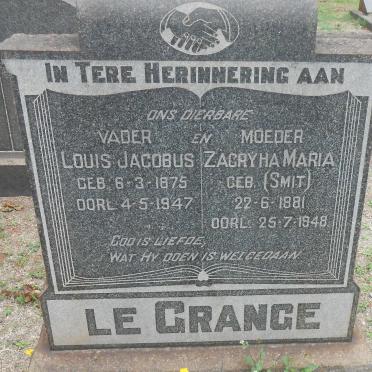 IN TERE HERINNERING AAN
ONS DIERBARE
VADER EN MOEDER
LOUIS JACOBUS ZACRYHA MARIA
GEB. 6-3-1875 GEB. (SMIT)
OORL. 4-5-1947 22-6-1881
OORL. 25-7-1948
GOD IS LIEFDE,
WAT HY DOEN IS WELGEDAAN
LE GRANGE